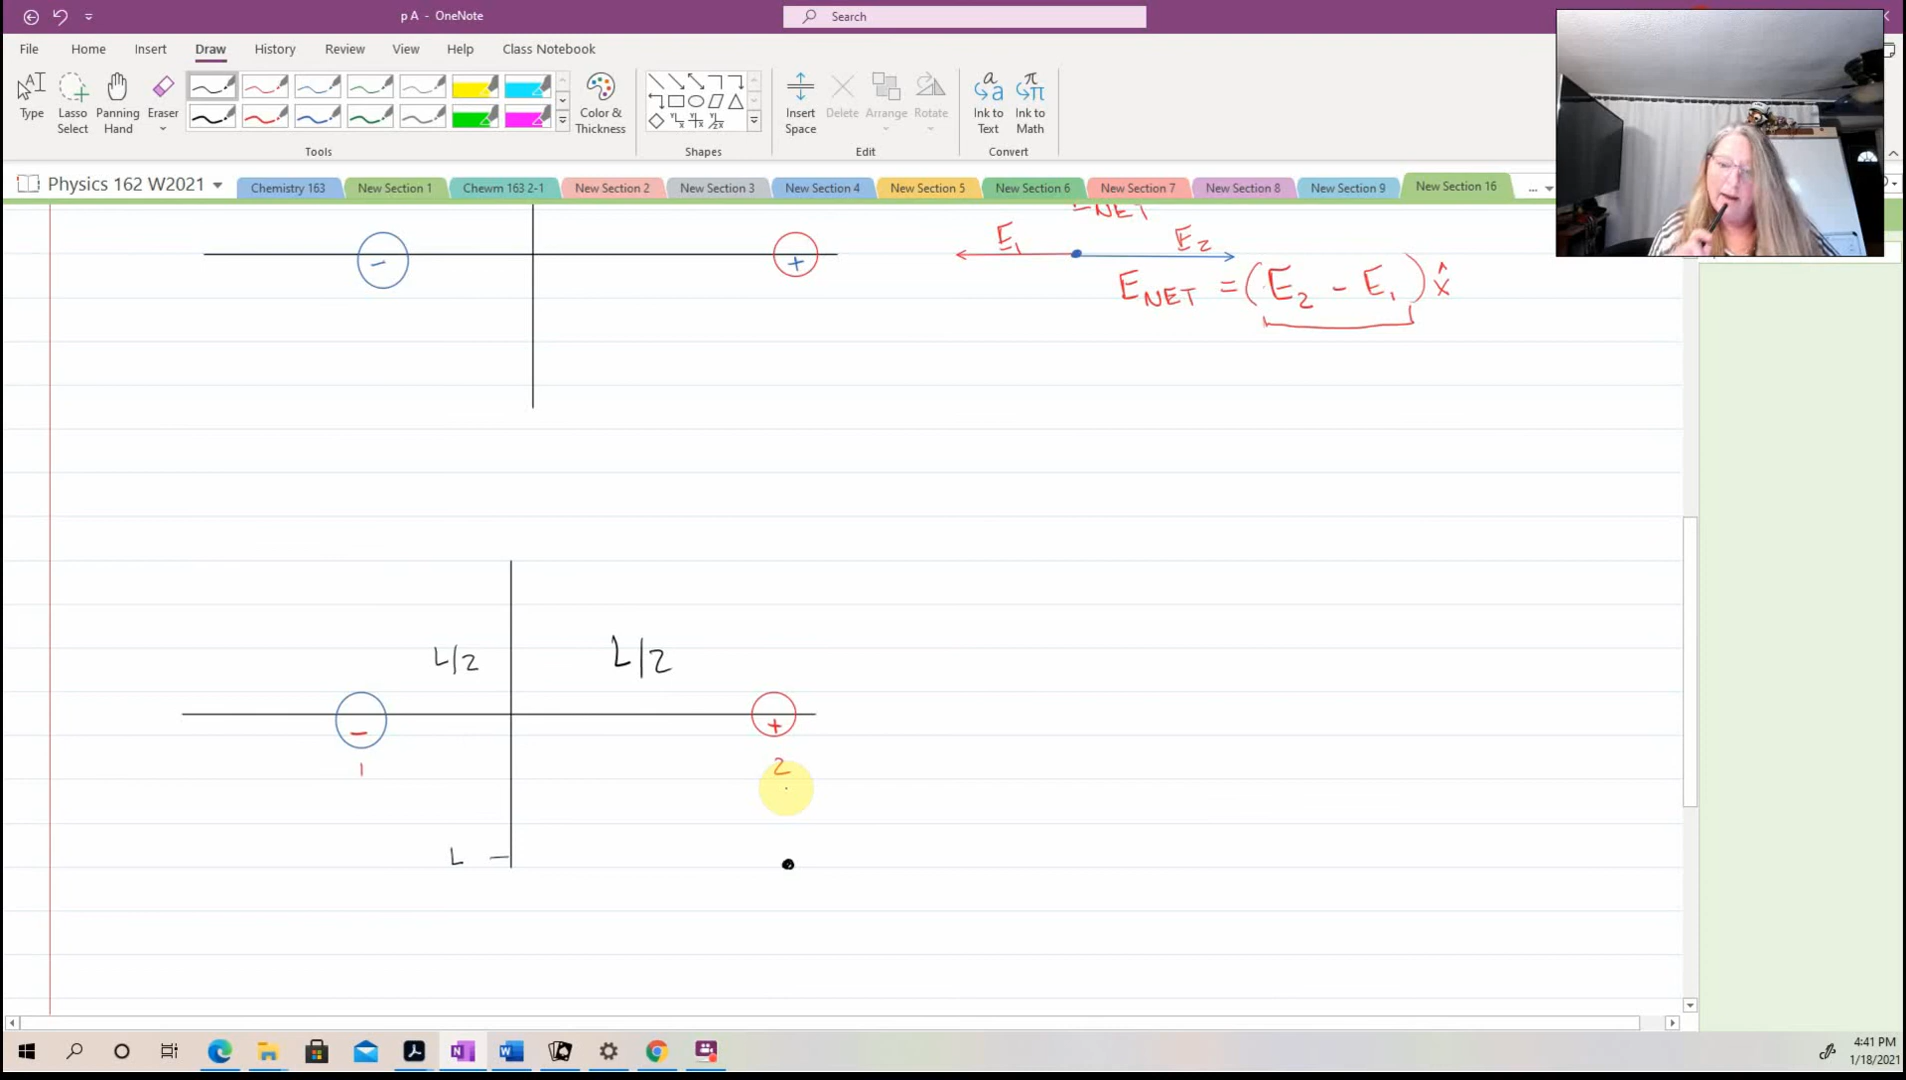 p A - OneNote
Search
File Home Insert Draw History Review View Help Class Notebook
Type
Lasso Select
Panning Hand
Eraser
Color & Thickness
Insert Space
Delete
Arrange
Rotate
Ink to Text
Ink to Math
Tools Shapes Edit Convert
Physics 162 W2021 Chemistry 163 New Section 1 Chewm 163 2-1 New Section 2 New Section 3 New Section 4 New Section 5 New Section 6 New Section 7 New Section 8 New Section 9 New Section 16 ...
NET
E₁ E₂
− +
E_NET = (E₂ − E₁) x̂
L/2 L/2
− +
1 2
L −
4:41 PM
1/18/2021